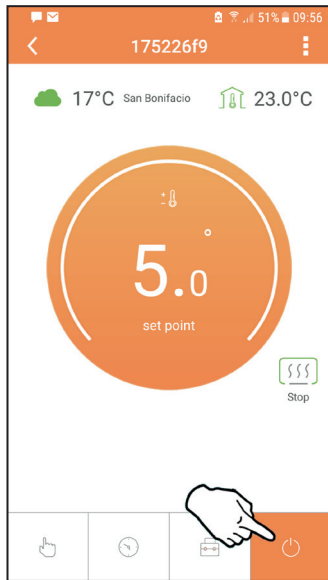 51% 09:56
175226f9
17°C San Bonifacio 23.0°C
5.0°
set point
Stop